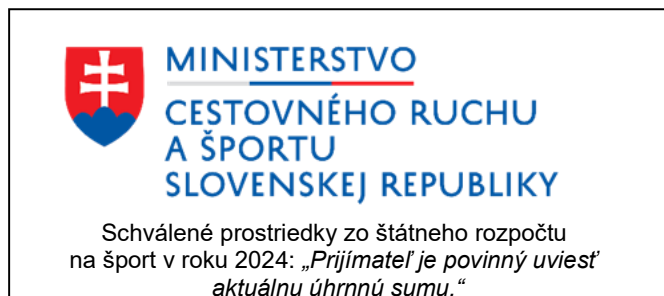 MINISTERSTVO
CESTOVNÉHO RUCHU
A ŠPORTU
SLOVENSKEJ REPUBLIKY
Schválené prostriedky zo štátneho rozpočtu
na šport v roku 2024: „Prijímateľ je povinný uviesť
aktuálnu úhrnnú sumu.“